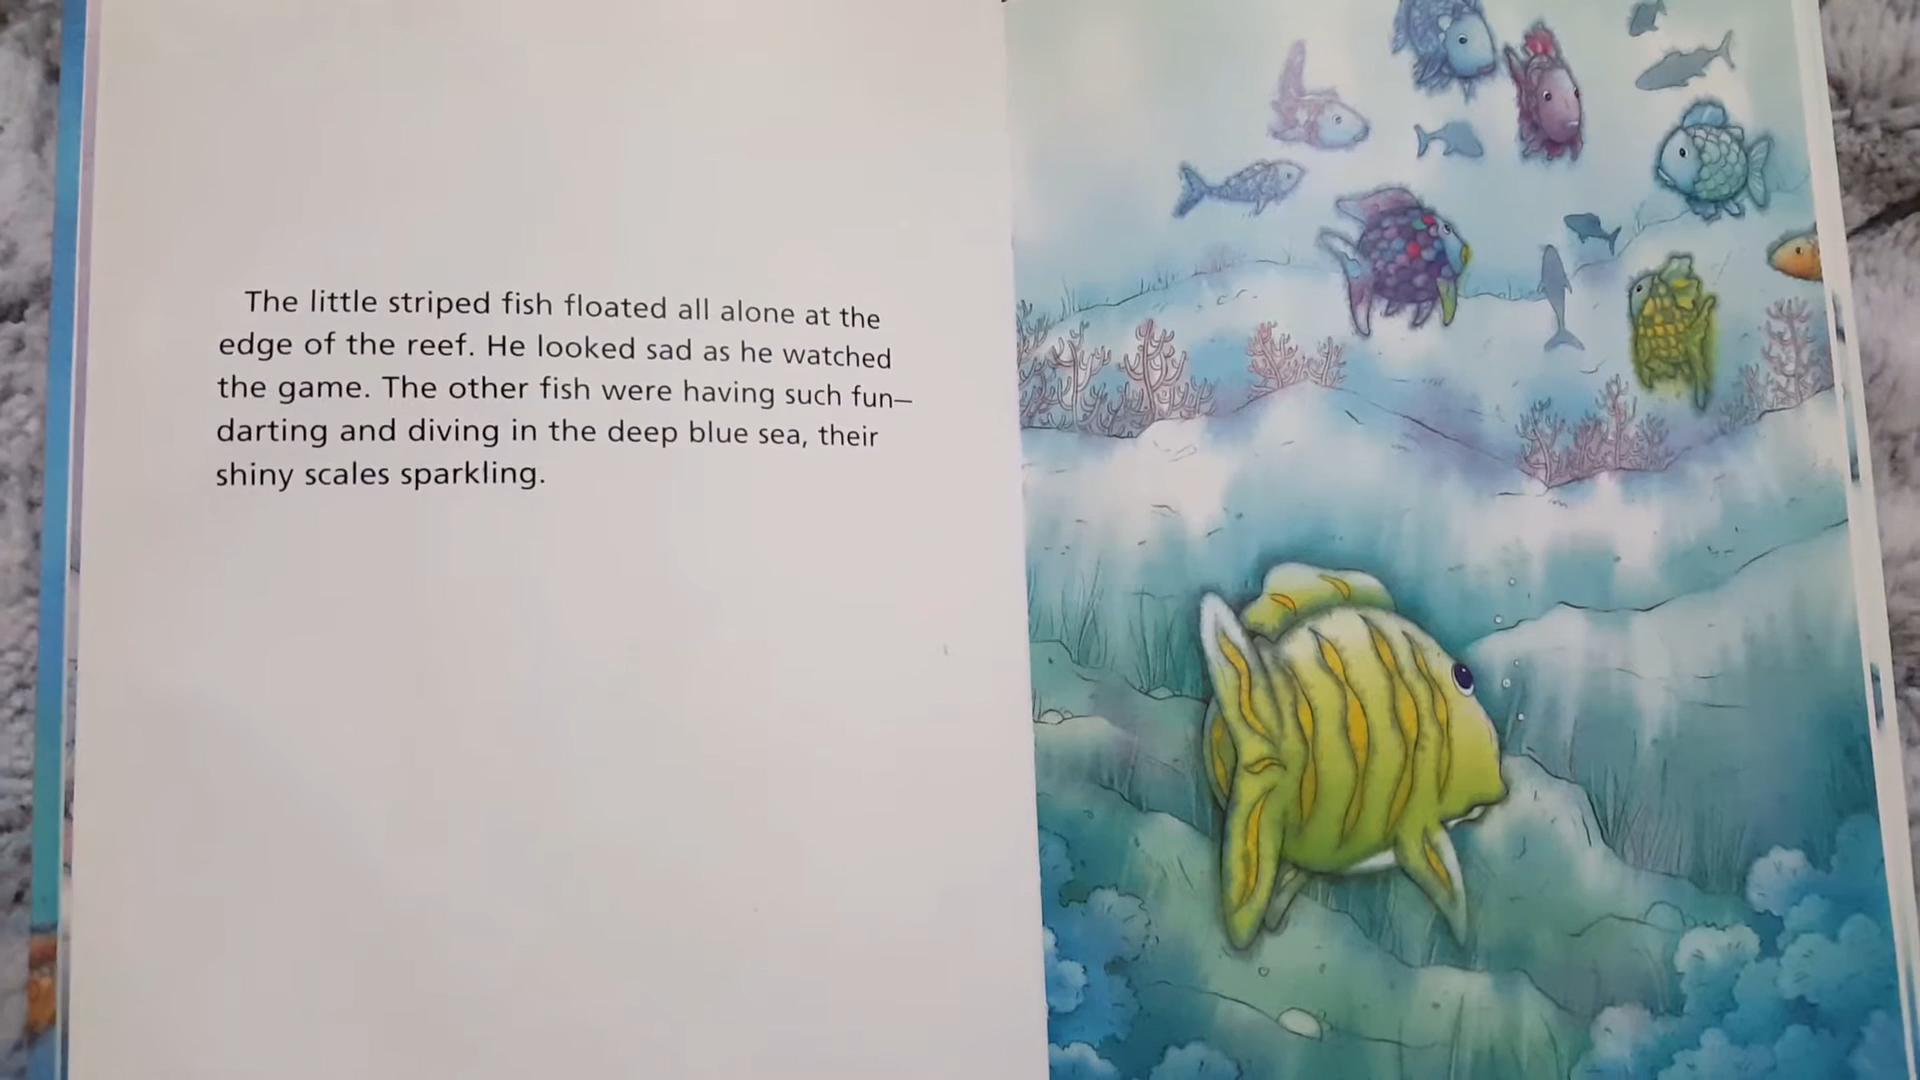 The little striped fish floated all alone at the
edge of the reef. He looked sad as he watched
the game. The other fish were having such fun—
darting and diving in the deep blue sea, their
shiny scales sparkling.